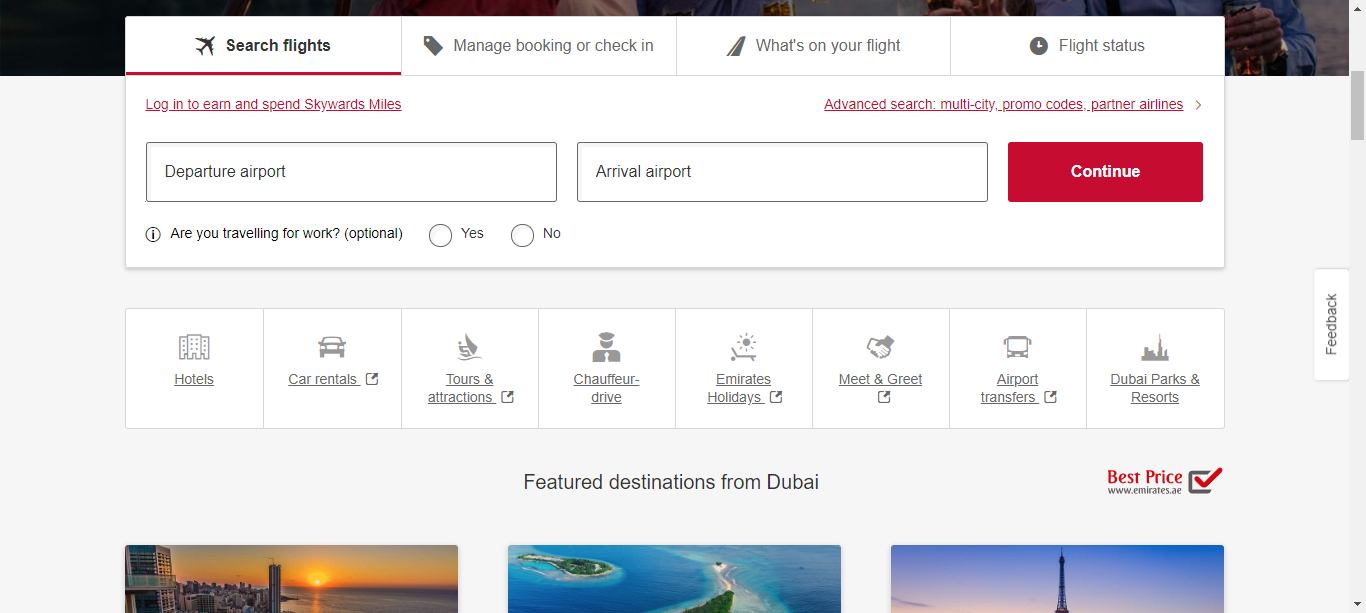 Search flights
Manage booking or check in
What's on your flight
Flight status
Log in to earn and spend Skywards Miles
Advanced search: multi-city, promo codes, partner airlines
Departure airport
Arrival airport
Continue
Are you travelling for work? (optional)
Yes
No
Feedback
Hotels
Car rentals
Tours &
attractions
Chauffeur-
drive
Emirates
Holidays
Meet & Greet
Airport
transfers
Dubai Parks &
Resorts
Featured destinations from Dubai
Best Price
www.emirates.ae